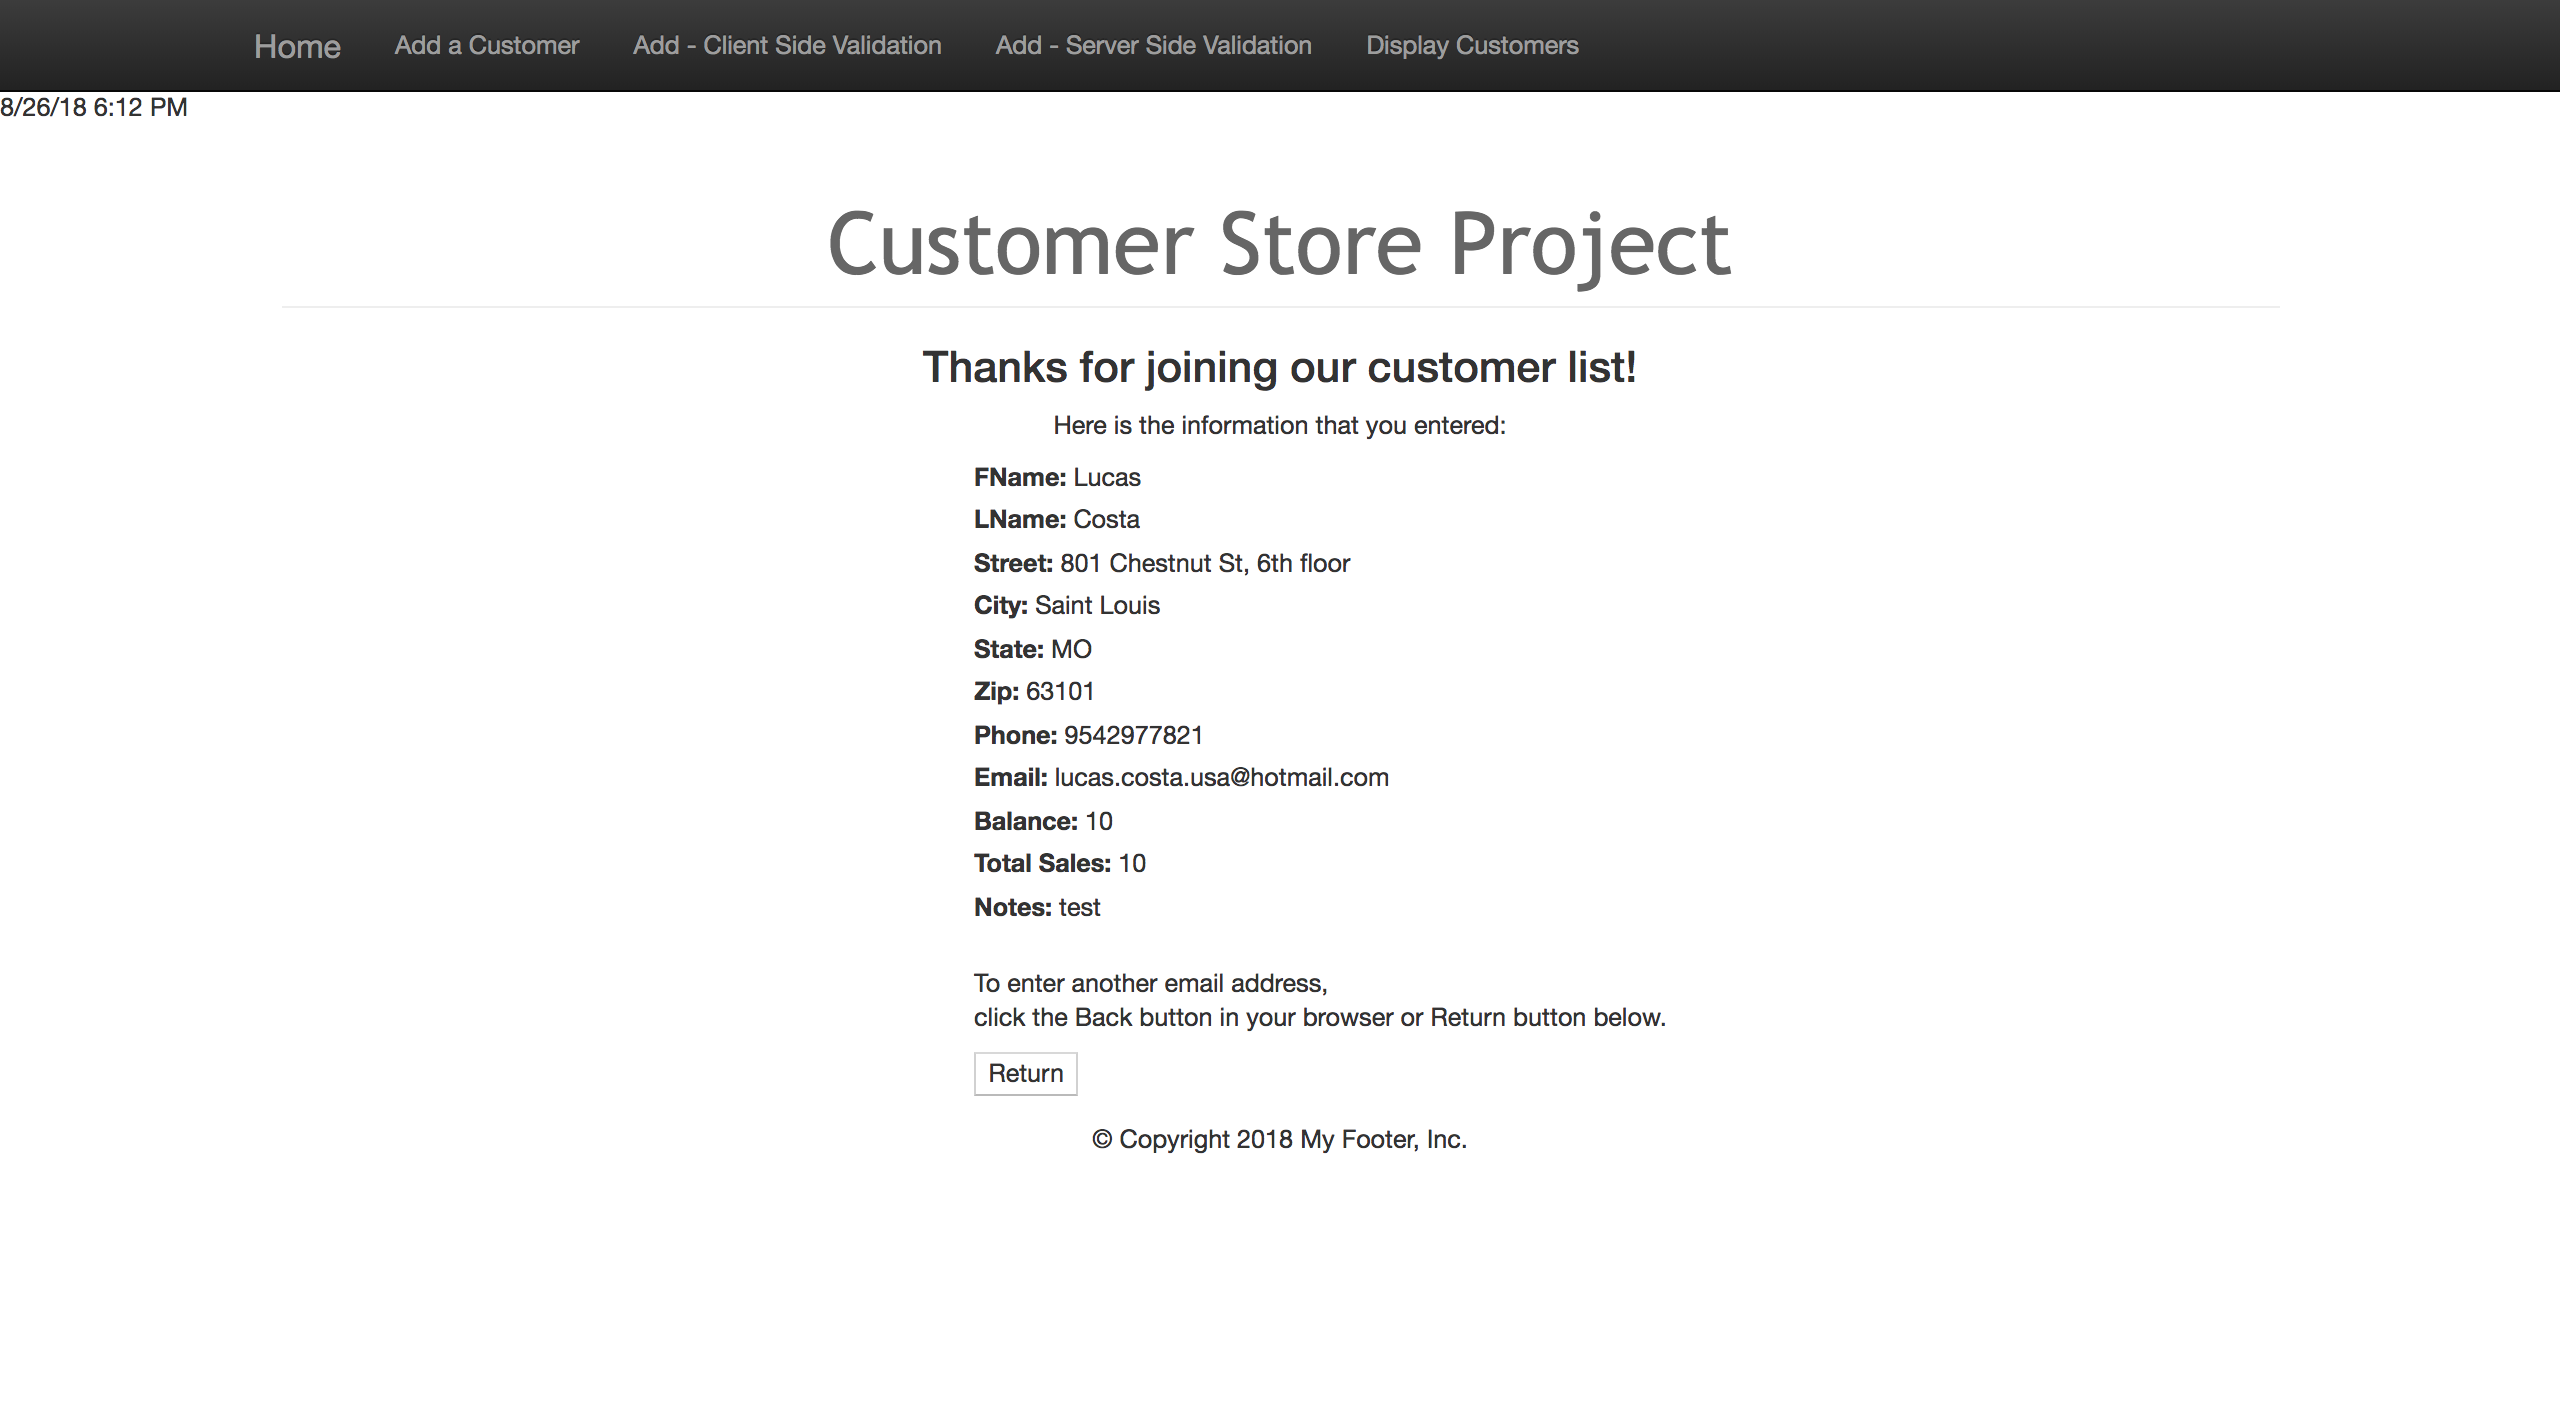 Home Add a Customer Add - Client Side Validation Add - Server Side Validation Display Customers
8/26/18 6:12 PM
Customer Store Project
Thanks for joining our customer list!
Here is the information that you entered:
FName: Lucas
LName: Costa
Street: 801 Chestnut St, 6th floor
City: Saint Louis
State: MO
Zip: 63101
Phone: 9542977821
Email: lucas.costa.usa@hotmail.com
Balance: 10
Total Sales: 10
Notes: test
To enter another email address,
click the Back button in your browser or Return button below.
Return
© Copyright 2018 My Footer, Inc.